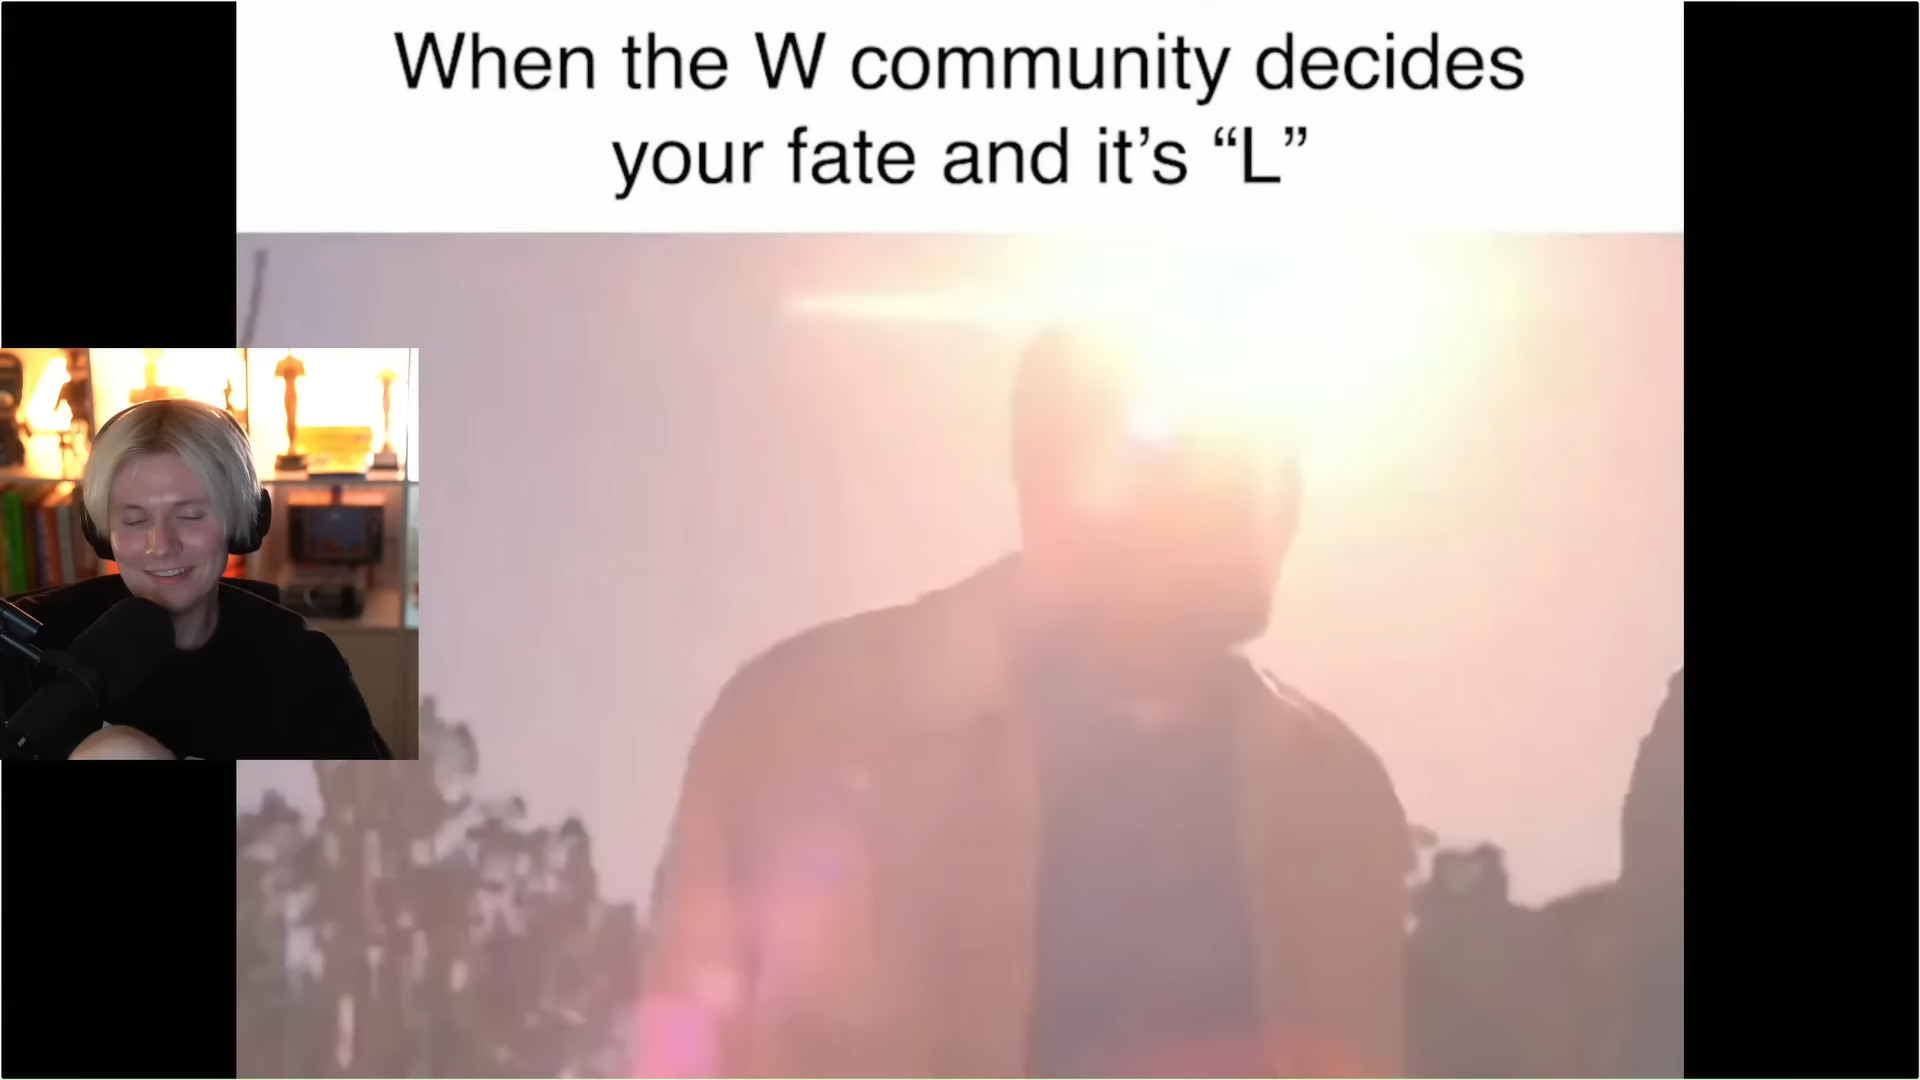 When the W community decides
your fate and it’s “L”